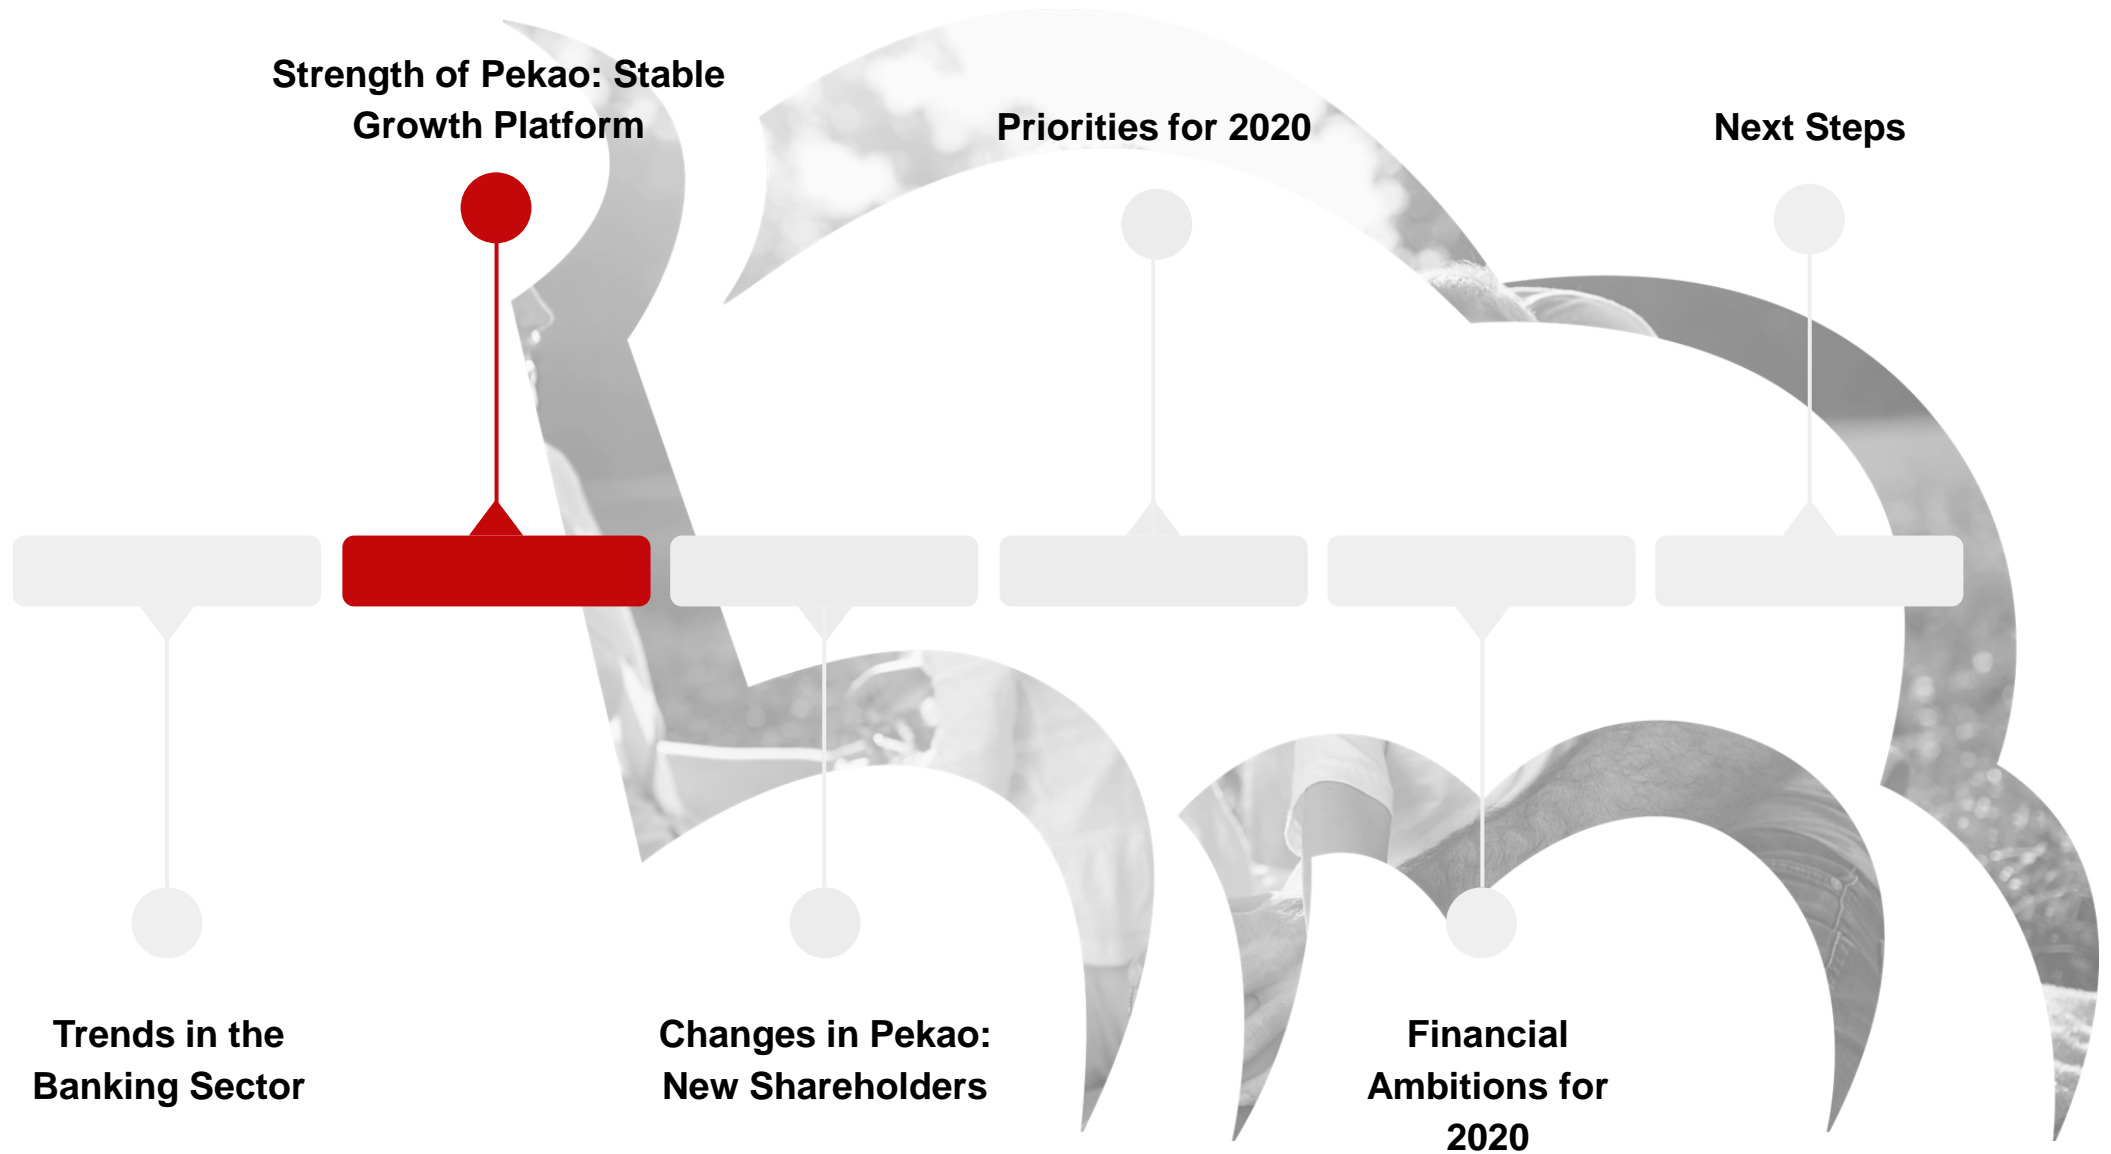 Strength of Pekao: Stable
Growth Platform
Priorities for 2020
Next Steps
Trends in the
Banking Sector
Changes in Pekao:
New Shareholders
Financial
Ambitions for
2020